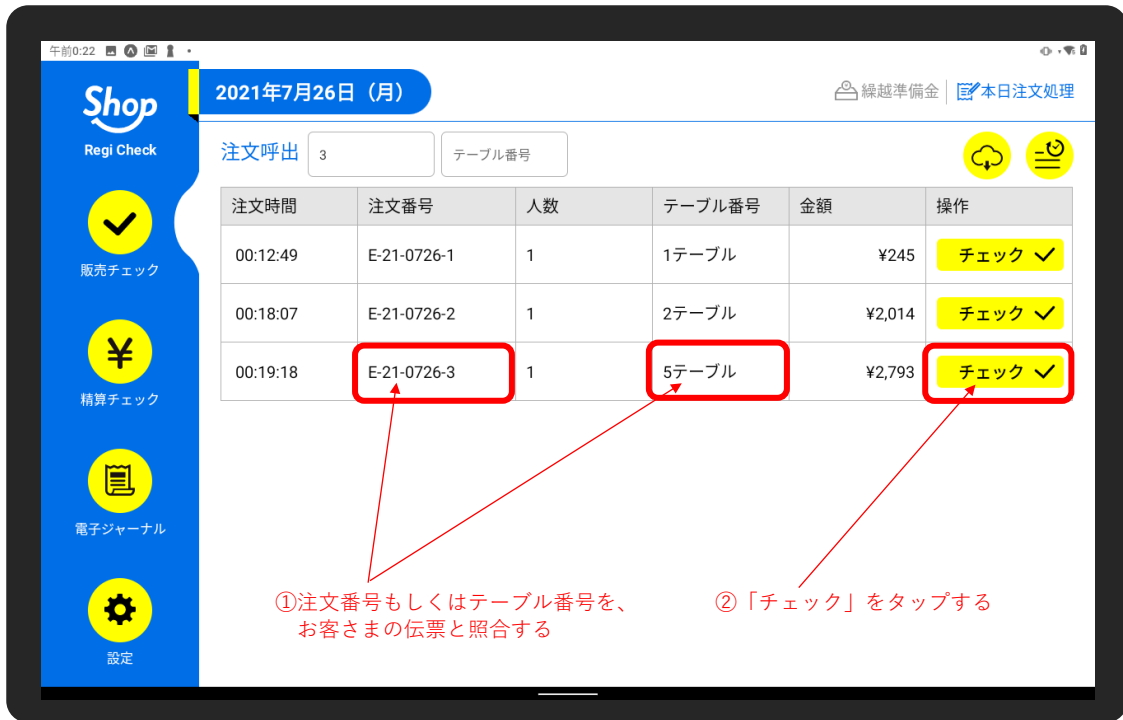 午前0:22
Shop
Regi Check
2021年7月26日（月）
繰越準備金
本日注文処理
注文呼出 3 テーブル番号
注文時間 注文番号 人数 テーブル番号 金額 操作
00:12:49 E-21-0726-1 1 1テーブル ¥245 チェック
00:18:07 E-21-0726-2 1 2テーブル ¥2,014 チェック
00:19:18 E-21-0726-3 1 5テーブル ¥2,793 チェック
販売チェック
精算チェック
電子ジャーナル
設定
①注文番号もしくはテーブル番号を、
お客さまの伝票と照合する
②「チェック」をタップする